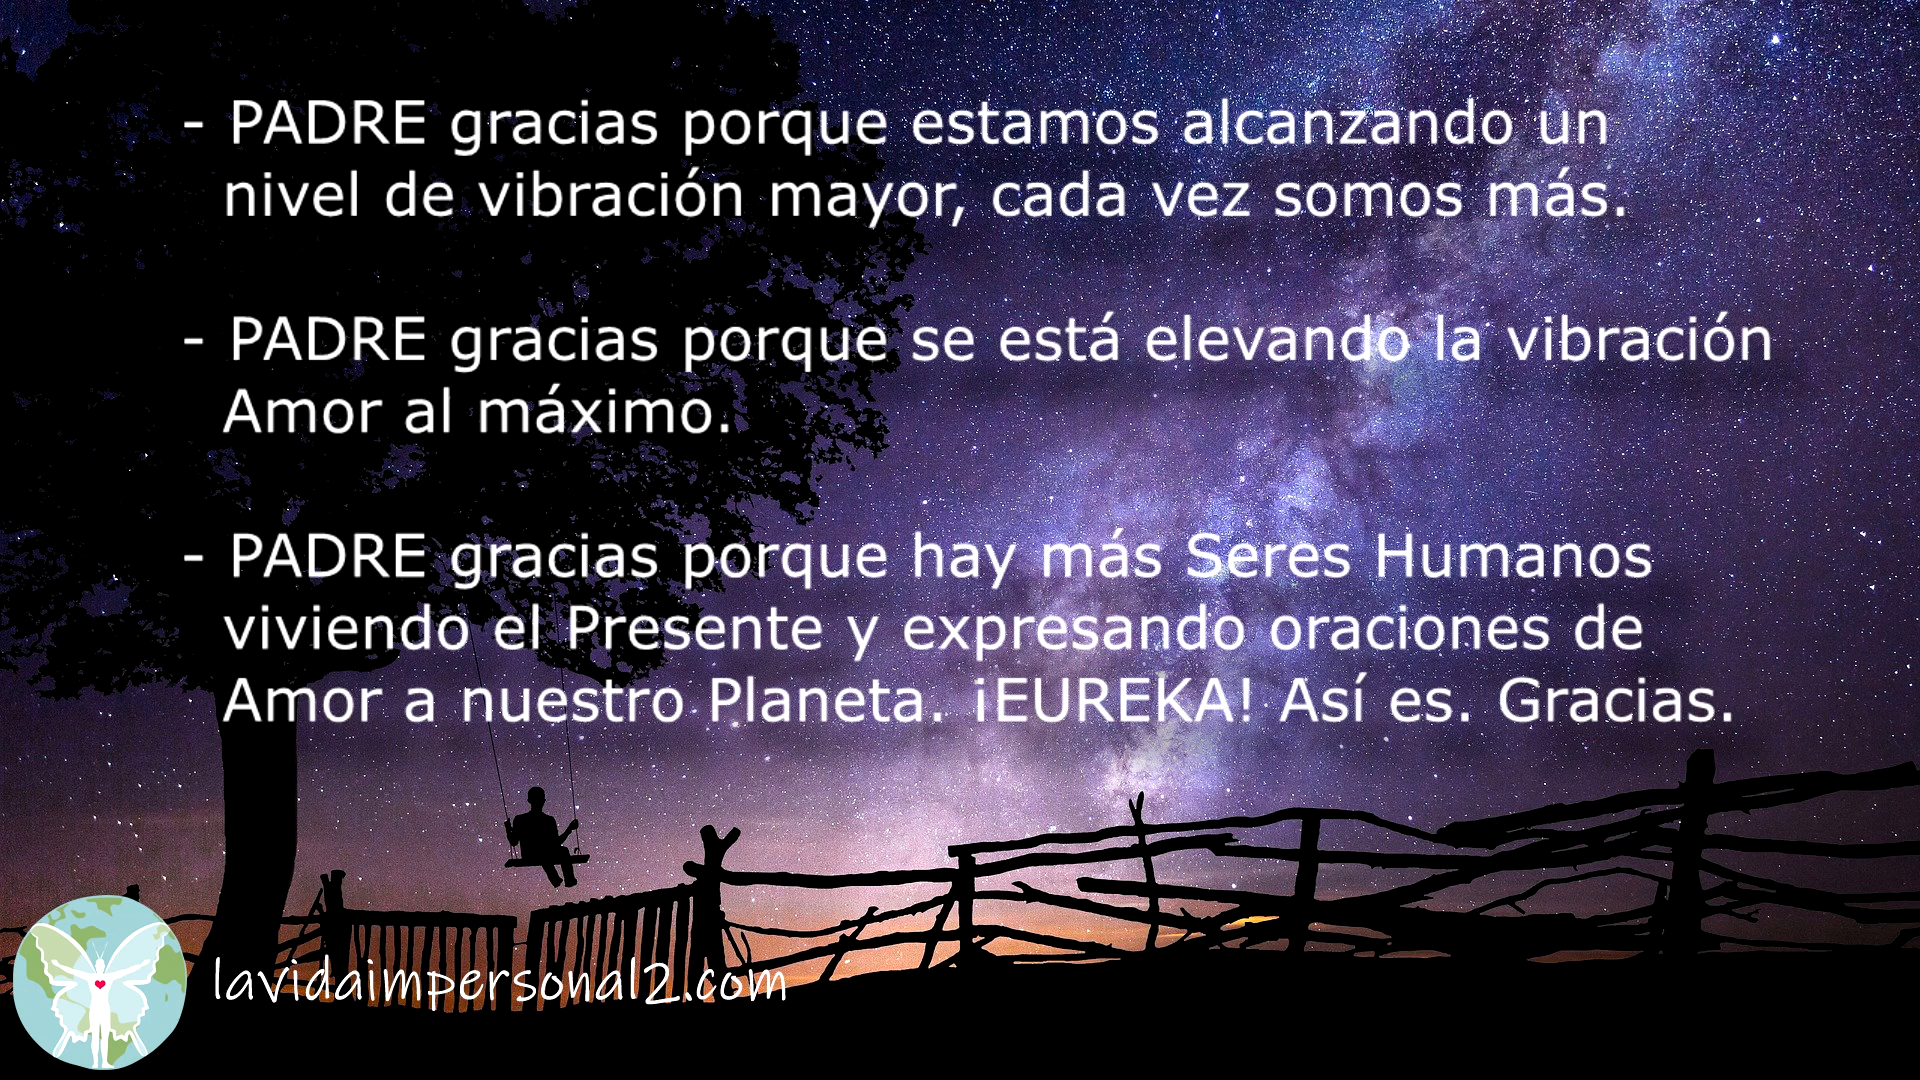 - PADRE gracias porque estamos alcanzando un
nivel de vibración mayor, cada vez somos más.
- PADRE gracias porque se está elevando la vibración
Amor al máximo.
- PADRE gracias porque hay más Seres Humanos
viviendo el Presente y expresando oraciones de
Amor a nuestro Planeta. ¡EUREKA! Así es. Gracias.
lavidaimpersonal2.com